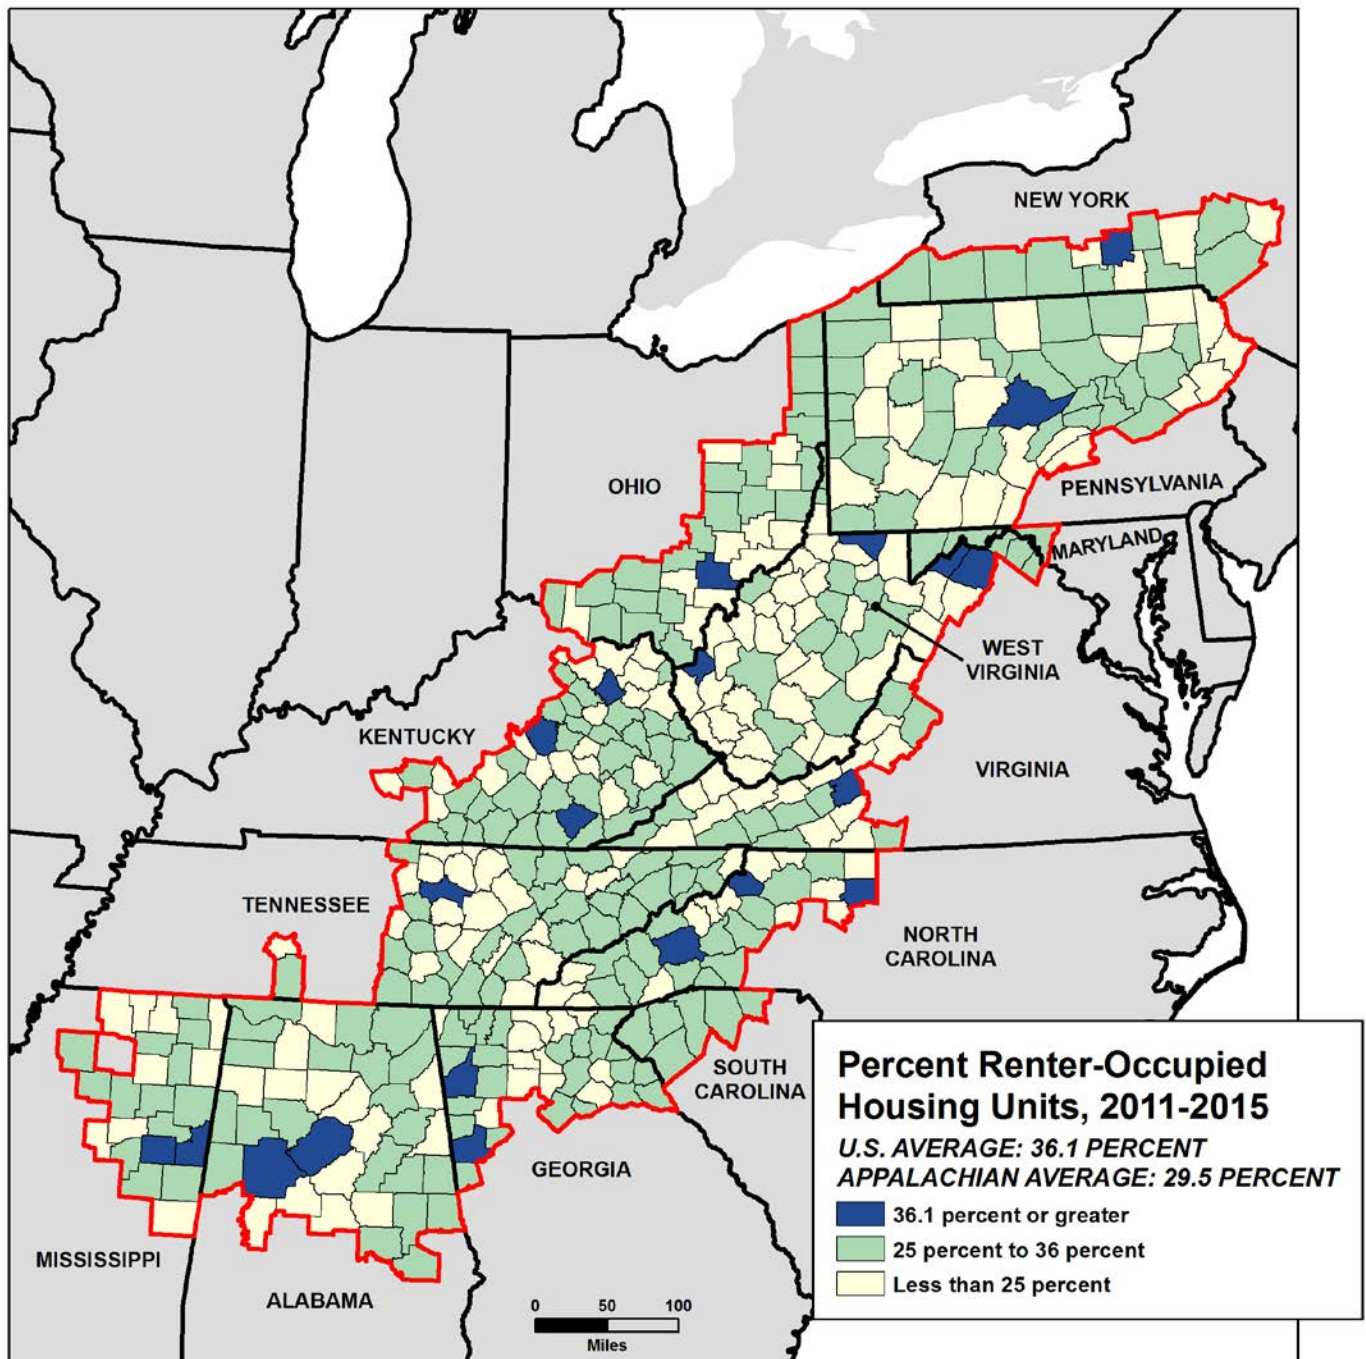 NEW YORK
OHIO
PENNSYLVANIA
MARYLAND
WEST
VIRGINIA
KENTUCKY
VIRGINIA
TENNESSEE
NORTH
CAROLINA
SOUTH
CAROLINA
GEORGIA
MISSISSIPPI
ALABAMA
0 50 100
Miles
Percent Renter-Occupied
Housing Units, 2011-2015
U.S. AVERAGE: 36.1 PERCENT
APPALACHIAN AVERAGE: 29.5 PERCENT
36.1 percent or greater
25 percent to 36 percent
Less than 25 percent